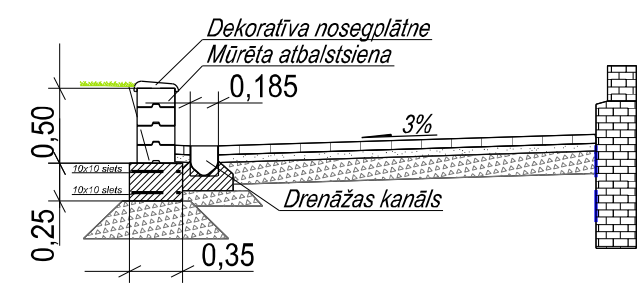 Dekoratīva nosegplātne
Mūrēta atbalstsiena
0,185
3%
0,50
10x10 siets
10x10 siets
Drenāžas kanāls
0,25
0,35